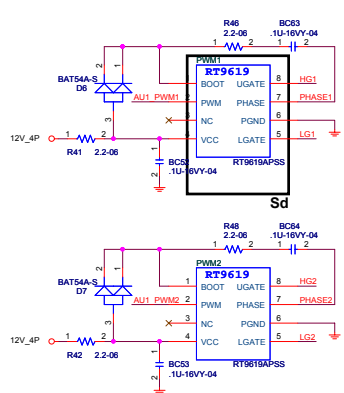 R46
BC63
1 2
1 2
2.2-06
.1U-16VY-04
PWM1
RT9619
BAT54A-S
D6
2
1
3
1 BOOT UGATE 8 HG1
AU1_PWM1 2 PWM PHASE 7 PHASE1
3 NC PGND 6
4 VCC LGATE 5 LG1
12V_4P
1 2
R41 2.2-06
BC52
.1U-16VY-04
1
2
RT9619APSS
Sd
R48
BC64
2.2-06
.1U-16VY-04
1 2
1 2
PWM2
RT9619
BAT54A-S
D7
2
1
3
1 BOOT UGATE 8 HG2
AU1_PWM2 2 PWM PHASE 7 PHASE2
3 NC PGND 6
4 VCC LGATE 5 LG2
12V_4P
1 2
R42 2.2-06
BC53
.1U-16VY-04
1
2
RT9619APSS